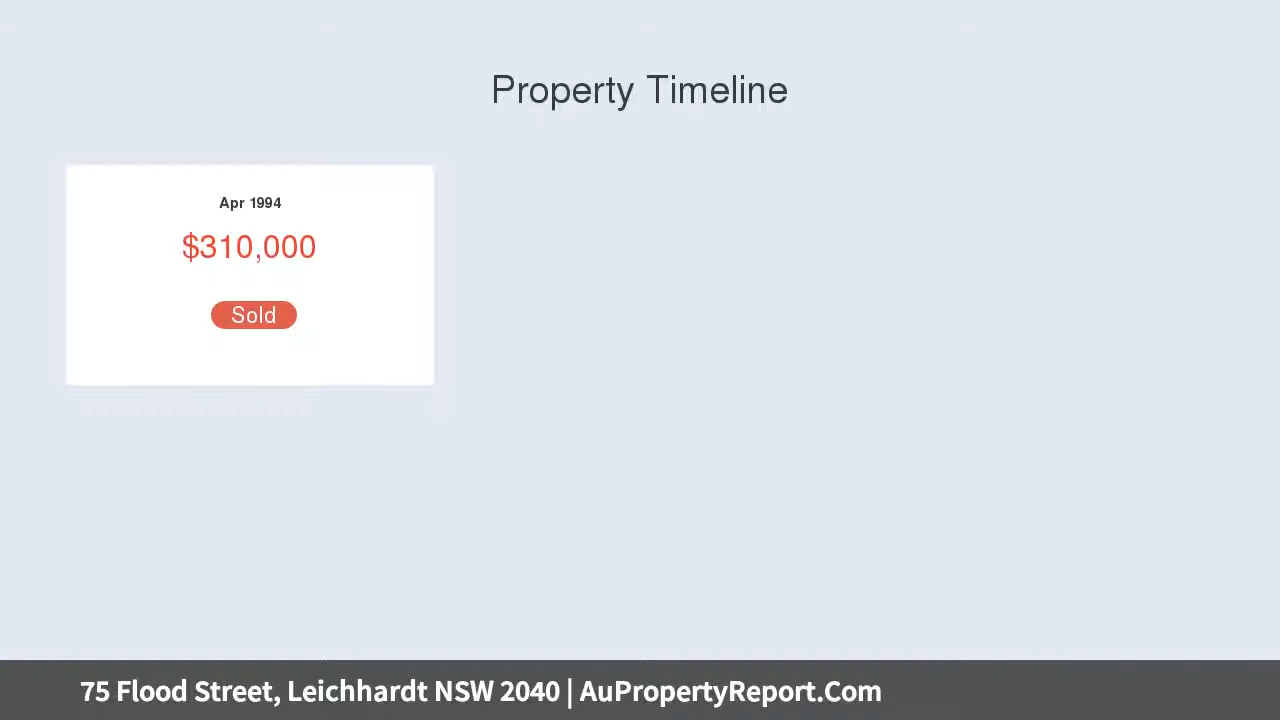 Property Timeline
Apr 1994
$310,000
Sold
75 Flood Street, Leichhardt NSW 2040 | AuPropertyReport.Com